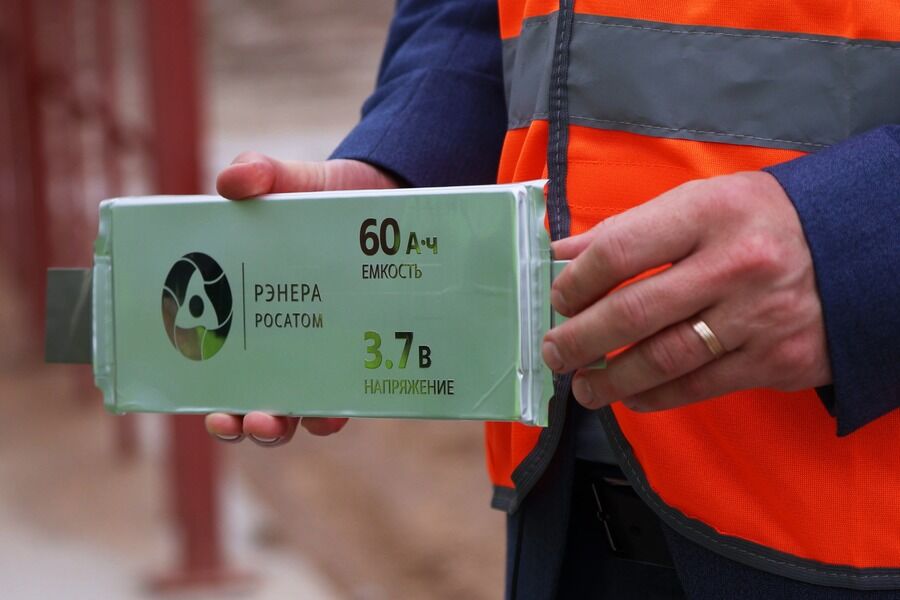 РЭНЕРА
РОСАТОМ
60 А·ч
ЕМКОСТЬ
3.7 В
НАПРЯЖЕНИЕ